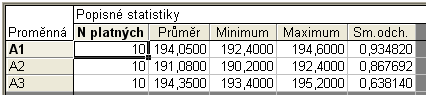 Popisné statistiky
Proměnná N platných Průměr Minimum Maximum Sm.odch.
A1 10 194,0500 192,4000 194,6000 0,934820
A2 10 191,0800 190,2000 192,4000 0,867692
A3 10 194,3500 193,4000 195,2000 0,638140